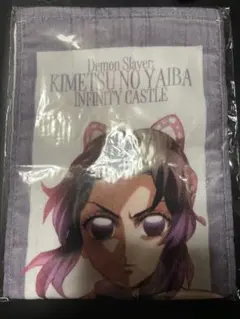 Demon Slayer:
KIMETSU NO YAIBA
INFINITY CASTLE